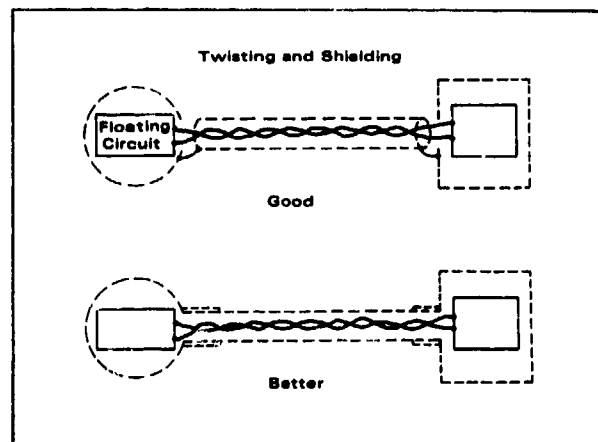 Twisting and Shielding
Floating
Circuit
Good
Better